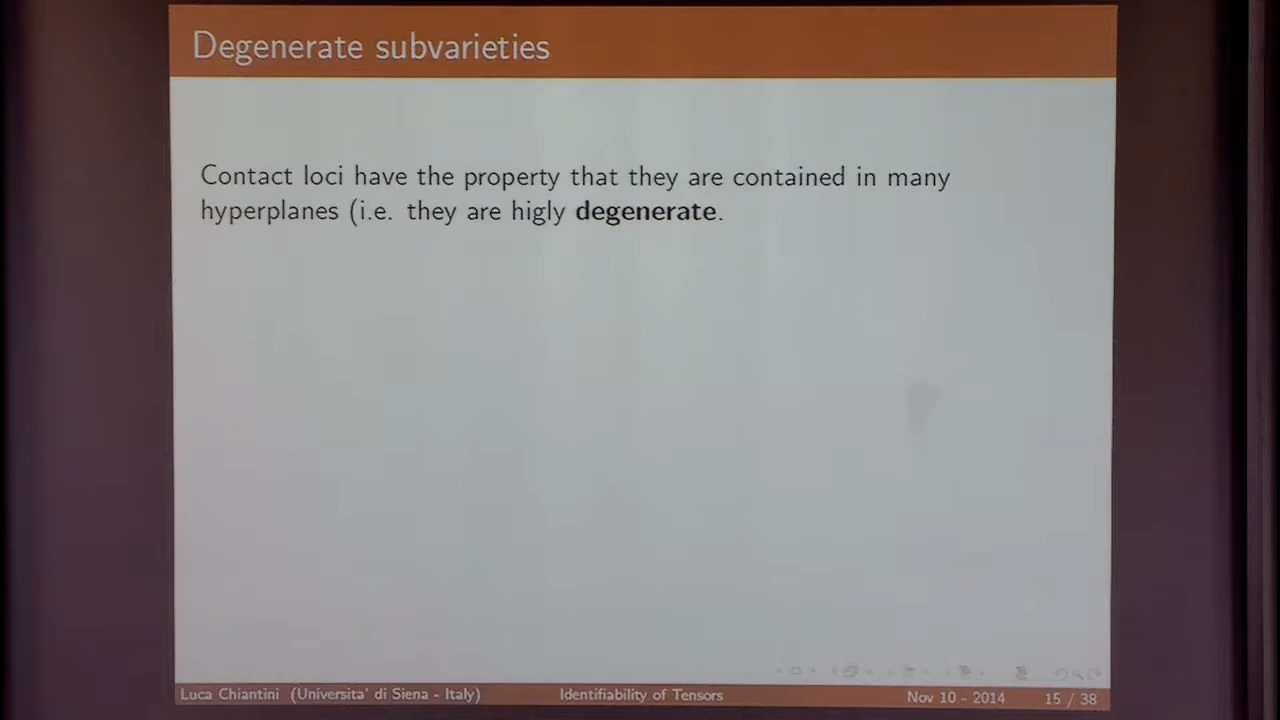 Degenerate subvarieties
Contact loci have the property that they are contained in many
hyperplanes (i.e. they are higly degenerate.
Luca Chiantini (Universita' di Siena - Italy) Identifiability of Tensors Nov 10 - 2014 15 / 38